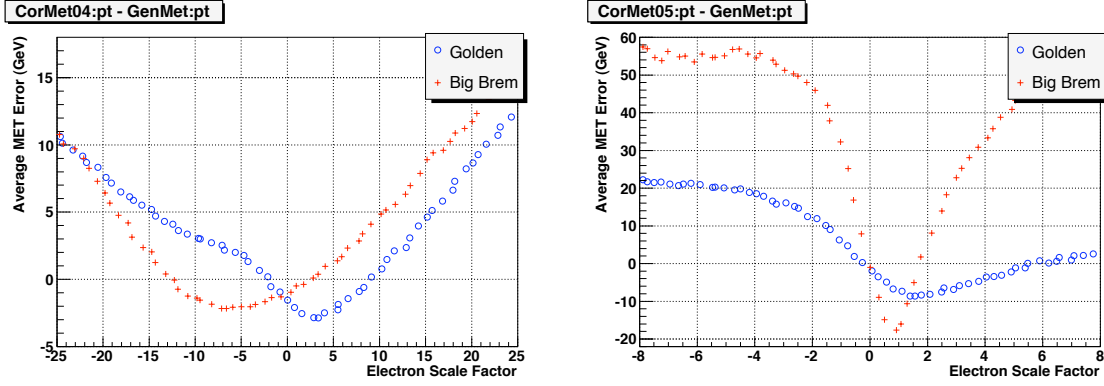 CorMet04:pt - GenMet:pt
Average MET Error (GeV)
15
10
5
0
-5
-25 -20 -15 -10 -5 0 5 10 15 20 25
Electron Scale Factor
Golden
Big Brem
CorMet05:pt - GenMet:pt
Average MET Error (GeV)
60
50
40
30
20
10
0
-10
-20
-8 -6 -4 -2 0 2 4 6 8
Electron Scale Factor
Golden
Big Brem